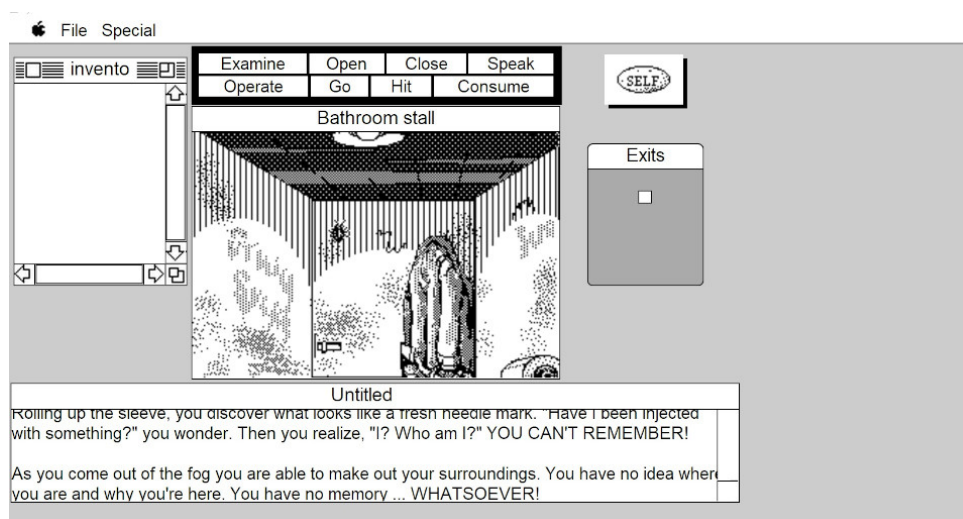 File Special
invento
Examine Open Close Speak
Operate Go Hit Consume
SELF
Bathroom stall
Exits
Untitled
Rolling up the sleeve, you discover what looks like a fresh needle mark. "Have I been injected
with something?" you wonder. Then you realize, "I? Who am I?" YOU CAN'T REMEMBER!
As you come out of the fog you are able to make out your surroundings. You have no idea where
you are and why you're here. You have no memory ... WHATSOEVER!